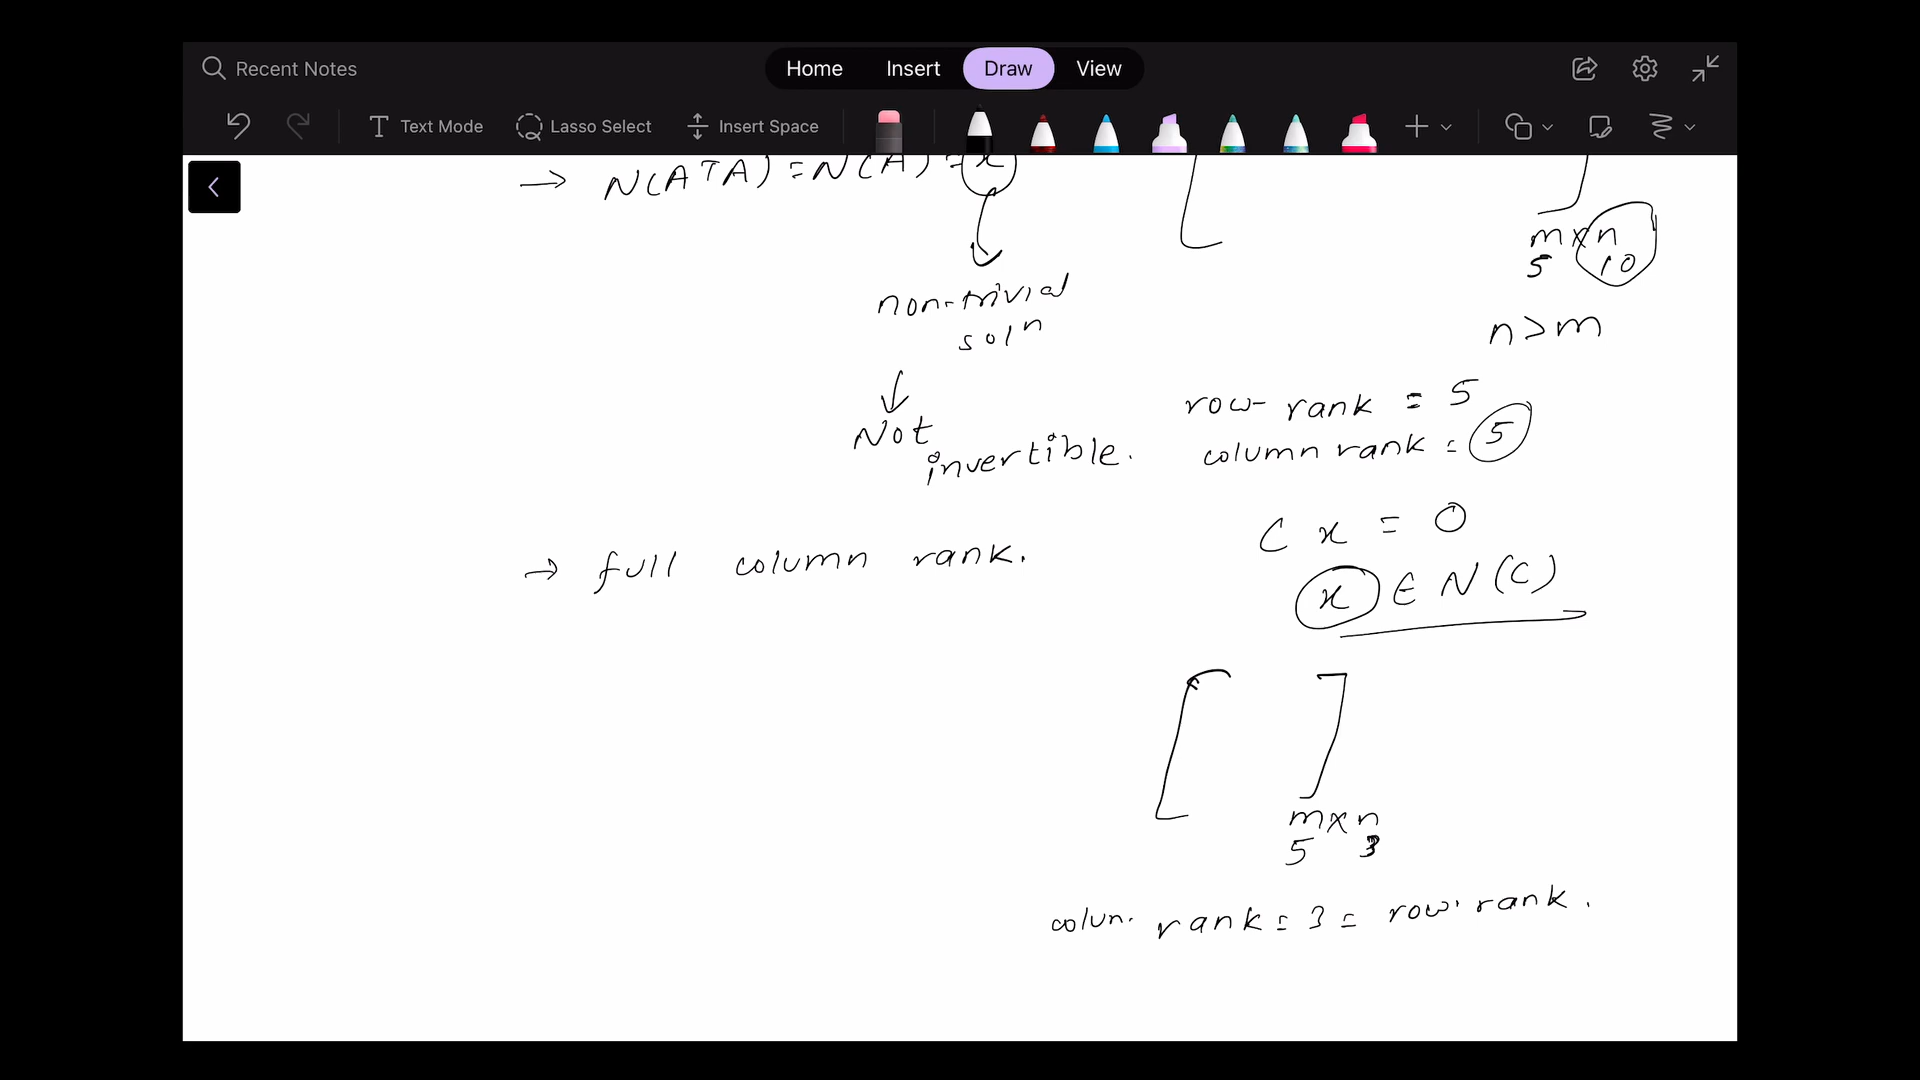 Recent Notes
Home Insert Draw View
Text Mode Lasso Select Insert Space
→ N(ATA) = N(A) = x
non-trivial
soln
Not
invertible.
→ full column rank.
m x n
5 10
n > m
row- rank = 5
column rank = 5
C x = 0
x ∈ N(C)
m x n
5 3
colun. rank = 3 = row. rank.